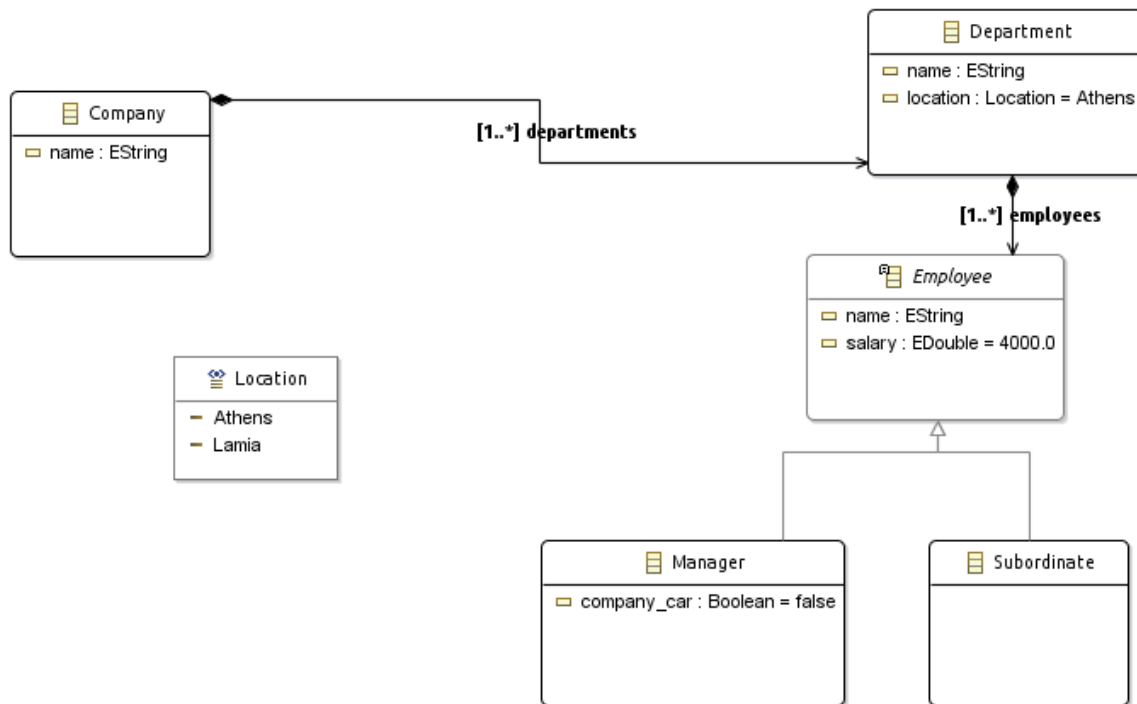 Department
name : EString
location : Location = Athens
Company
name : EString
[1..*] departments
[1..*] employees
Employee
name : EString
salary : EDouble = 4000.0
Location
Athens
Lamia
Manager
company_car : Boolean = false
Subordinate